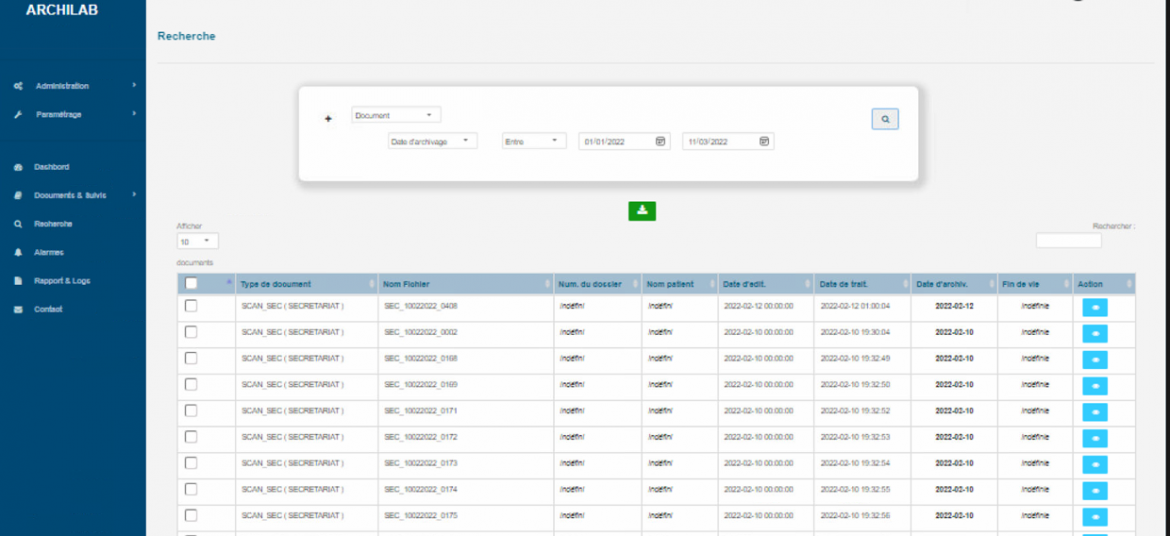 ARCHILAB
Recherche
Administration
Paramétrage
Dashbord
Documents & Suivis
Recherche
Alarmes
Rapport & Logs
Contact
Document
Date d'archivage Entre 01/01/2022 11/03/2022
Afficher
10
documents
Rechercher :
Type de document Nom Fichier Num. du dossier Nom patient Date d'edit. Date de trait. Date d'archiv. Fin de vie Action
SCAN_SEC ( SECRETARIAT ) SEC_10022022_0408 Indéfini Indéfini 2022-02-12 00:00:00 2022-02-12 01:00:04 2022-02-12 Indéfinie
SCAN_SEC ( SECRETARIAT ) SEC_10022022_0002 Indéfini Indéfini 2022-02-10 00:00:00 2022-02-10 19:30:04 2022-02-10 Indéfinie
SCAN_SEC ( SECRETARIAT ) SEC_10022022_0168 Indéfini Indéfini 2022-02-10 00:00:00 2022-02-10 19:32:49 2022-02-10 Indéfinie
SCAN_SEC ( SECRETARIAT ) SEC_10022022_0169 Indéfini Indéfini 2022-02-10 00:00:00 2022-02-10 19:32:50 2022-02-10 Indéfinie
SCAN_SEC ( SECRETARIAT ) SEC_10022022_0171 Indéfini Indéfini 2022-02-10 00:00:00 2022-02-10 19:32:52 2022-02-10 Indéfinie
SCAN_SEC ( SECRETARIAT ) SEC_10022022_0172 Indéfini Indéfini 2022-02-10 00:00:00 2022-02-10 19:32:53 2022-02-10 Indéfinie
SCAN_SEC ( SECRETARIAT ) SEC_10022022_0173 Indéfini Indéfini 2022-02-10 00:00:00 2022-02-10 19:32:54 2022-02-10 Indéfinie
SCAN_SEC ( SECRETARIAT ) SEC_10022022_0174 Indéfini Indéfini 2022-02-10 00:00:00 2022-02-10 19:32:55 2022-02-10 Indéfinie
SCAN_SEC ( SECRETARIAT ) SEC_10022022_0175 Indéfini Indéfini 2022-02-10 00:00:00 2022-02-10 19:32:56 2022-02-10 Indéfinie